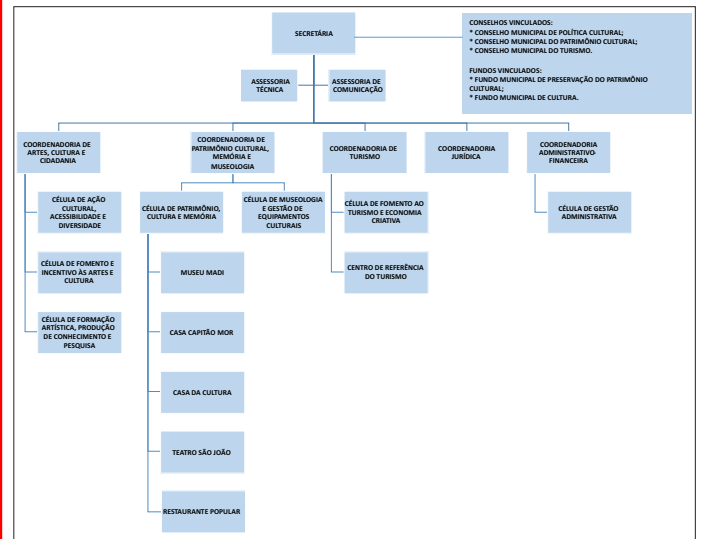 SECRETÁRIA
CONSELHOS VINCULADOS:
* CONSELHO MUNICIPAL DE POLÍTICA CULTURAL;
* CONSELHO MUNICIPAL DO PATRIMÔNIO CULTURAL;
* CONSELHO MUNICIPAL DO TURISMO.
FUNDOS VINCULADOS:
* FUNDO MUNICIPAL DE PRESERVAÇÃO DO PATRIMÔNIO
CULTURAL;
* FUNDO MUNICIPAL DE CULTURA.
ASSESSORIA
TÉCNICA
ASSESSORIA DE
COMUNICAÇÃO
COORDENADORIA DE
ARTES, CULTURA E
CIDADANIA
COORDENADORIA DE
PATRIMÔNIO CULTURAL,
MEMÓRIA E
MUSEOLOGIA
COORDENADORIA DE
TURISMO
COORDENADORIA
JURÍDICA
COORDENADORIA
ADMINISTRATIVO-
FINANCEIRA
CÉLULA DE AÇÃO
CULTURAL,
ACESSIBILIDADE E
DIVERSIDADE
CÉLULA DE PATRIMÔNIO,
CULTURA E MEMÓRIA
CÉLULA DE MUSEOLOGIA
E GESTÃO DE
EQUIPAMENTOS
CULTURAIS
CÉLULA DE FOMENTO AO
TURISMO E ECONOMIA
CRIATIVA
CÉLULA DE GESTÃO
ADMINISTRATIVA
CÉLULA DE FOMENTO E
INCENTIVO ÀS ARTES E
CULTURA
MUSEU MADI
CENTRO DE REFERÊNCIA
DO TURISMO
CÉLULA DE FORMAÇÃO
ARTÍSTICA, PRODUÇÃO
DE CONHECIMENTO E
PESQUISA
CASA CAPITÃO MOR
CASA DA CULTURA
TEATRO SÃO JOÃO
RESTAURANTE POPULAR